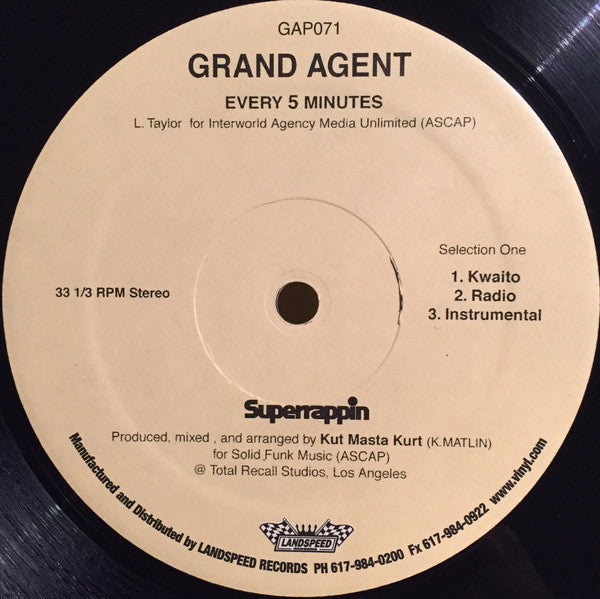 GAP071
GRAND AGENT
EVERY 5 MINUTES
L. Taylor for Interworld Agency Media Unlimited (ASCAP)
Selection One
33 1/3 RPM Stereo
1. Kwaito
2. Radio
3. Instrumental
Superrappin
Produced, mixed , and arranged by Kut Masta Kurt (K.MATLIN)
for Solid Funk Music (ASCAP)
@ Total Recall Studios, Los Angeles
LANDSPEED
Manufactured and Distributed by LANDSPEED RECORDS PH 617-984-0200 Fx 617-984-0922 www.vinyl.com